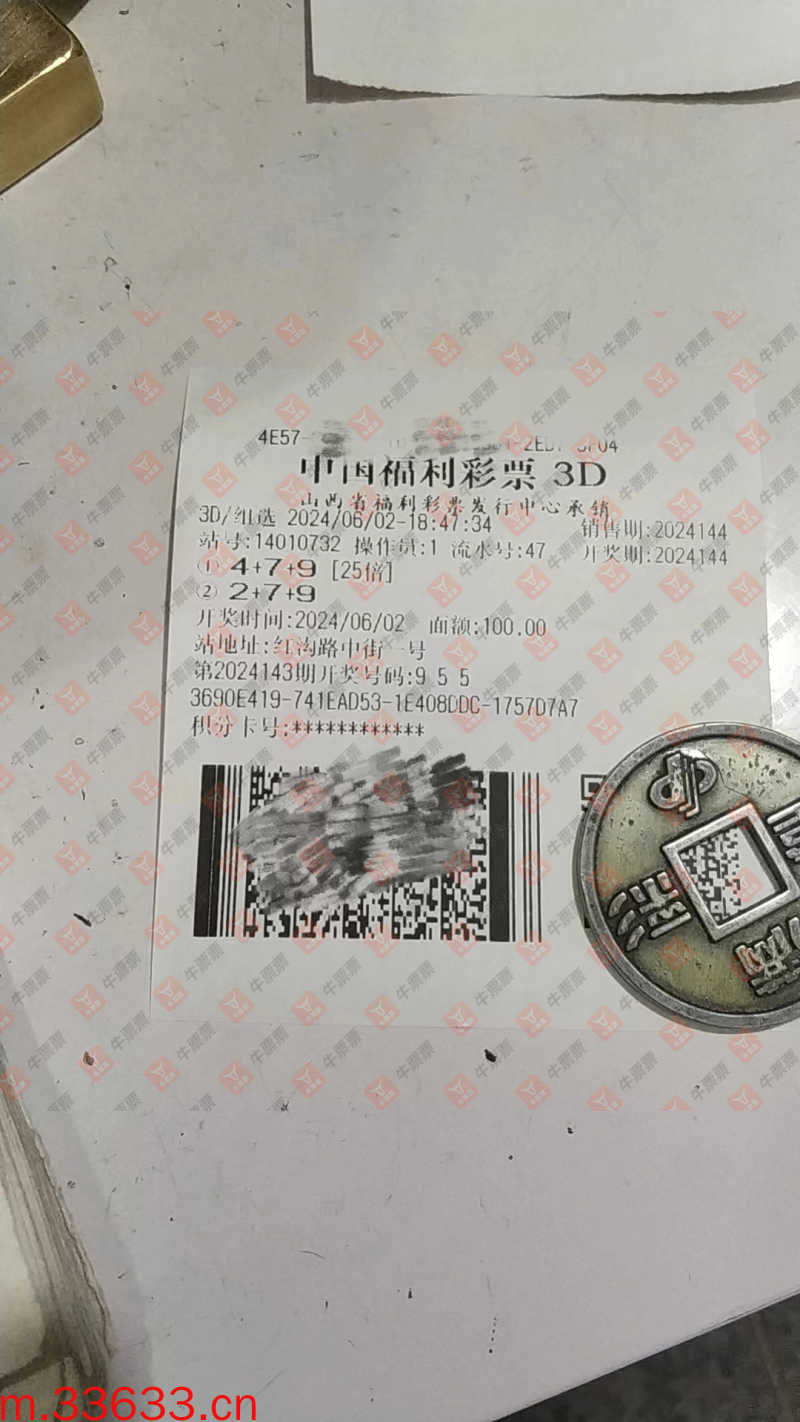 4E57-
中国福利彩票 3D
山西省福利彩票发行中心承销
3D/组选 2024/06/02-18:47:34 销售期:2024144
站号:14010732 操作员:1 流水号:47 开奖期:2024144
① 4+7+9 [25倍]
② 2+7+9
开奖时间:2024/06/02 面额:100.00
站地址:红沟路中街一号
第2024143期开奖号码:9 5 5
3690E419-741EAD53-1E408DDC-1757D7A7
积分卡号:************
牛票票
m.33633.cn